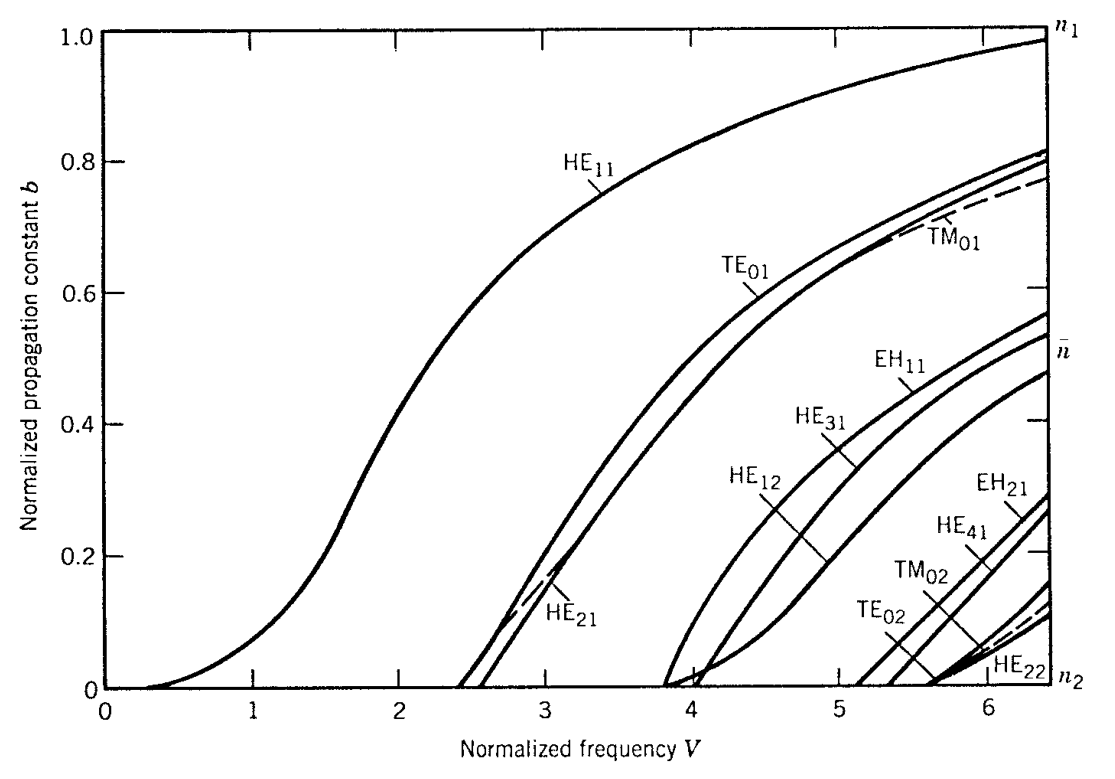 1.0
n₁
0.8
HE₁₁
TM₀₁
TE₀₁
0.6
n̄
EH₁₁
0.4
HE₃₁
HE₁₂
EH₂₁
HE₄₁
0.2
TM₀₂
TE₀₂
HE₂₁
HE₂₂
n₂
0
0 1 2 3 4 5 6
Normalized frequency V
Normalized propagation constant b